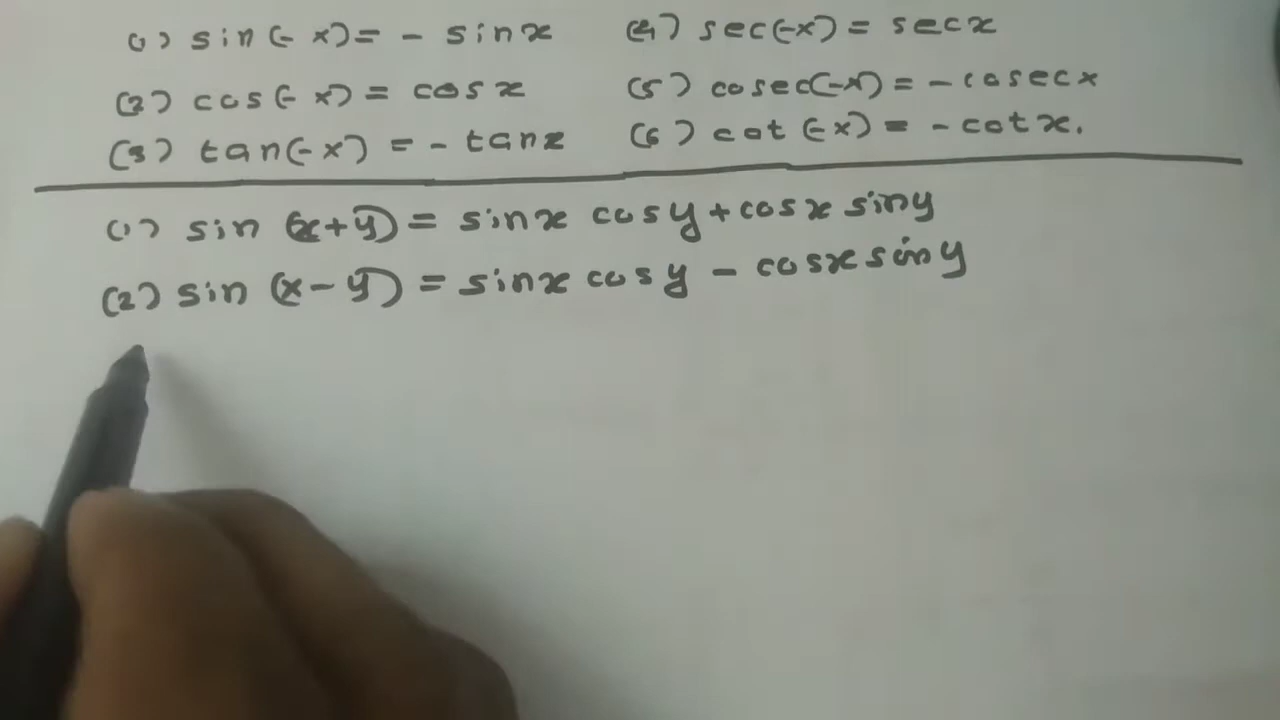 (1) sin(-x) = - sinx (4) sec(-x) = secx
(2) cos(-x) = cosx (5) cosec(-x) = -cosecx
(3) tan(-x) = - tanx (6) cot(-x) = -cotx.
(1) sin (x+y) = sinx cosy + cosx siny
(2) sin (x-y) = sinx cosy - cosx siny